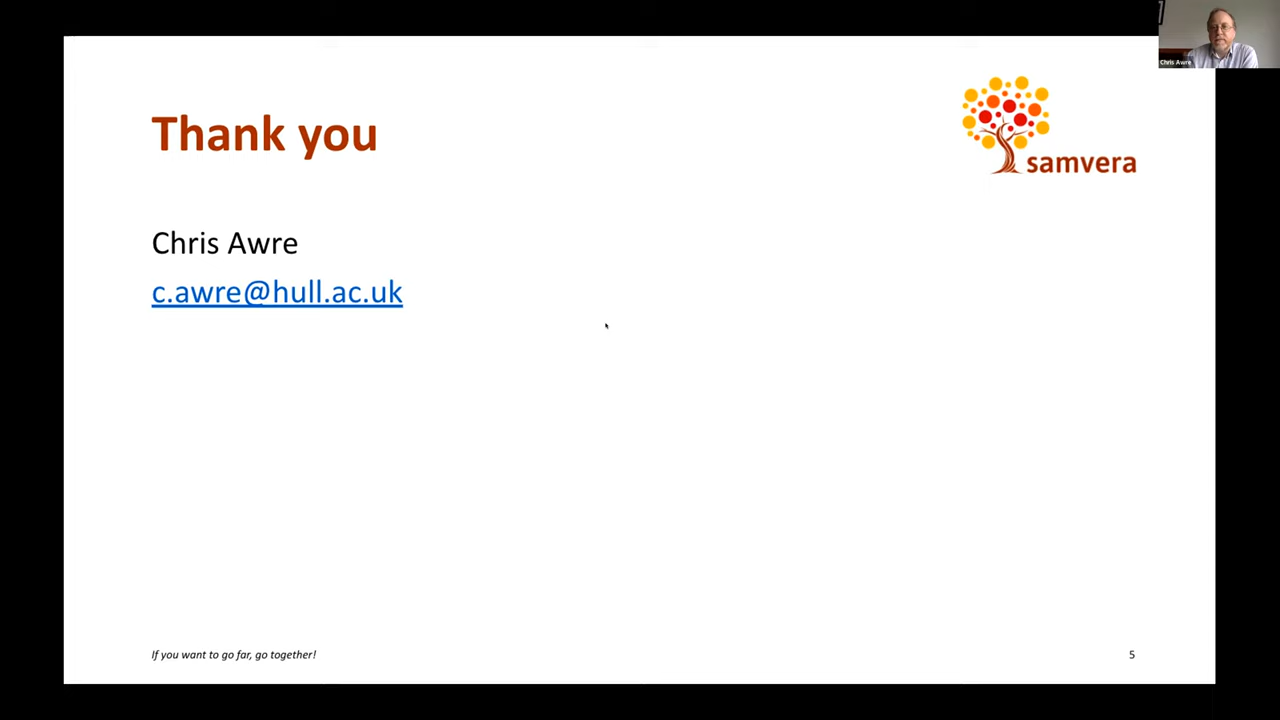 Chris Awre
Thank you
samvera
Chris Awre
c.awre@hull.ac.uk
If you want to go far, go together!
5